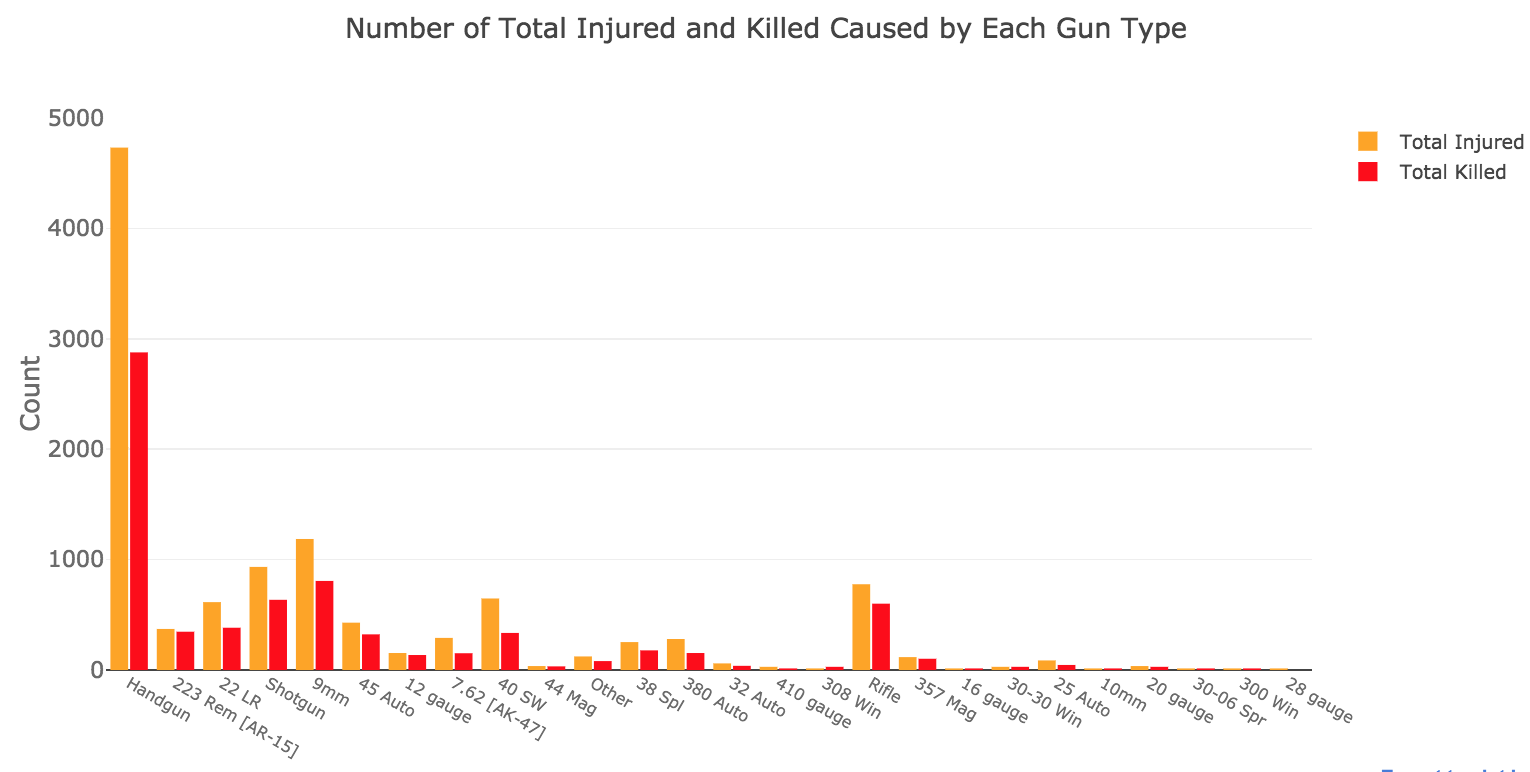 Number of Total Injured and Killed Caused by Each Gun Type
Total Injured
Total Killed
Count
5000
4000
3000
2000
1000
0
Handgun
223 Rem [AR-15]
22 LR
Shotgun
9mm
45 Auto
12 gauge
7.62 [AK-47]
40 SW
44 Mag
Other
38 Spl
380 Auto
32 Auto
410 gauge
308 Win
Rifle
357 Mag
16 gauge
30-30 Win
25 Auto
10mm
20 gauge
30-06 Spr
300 Win
28 gauge